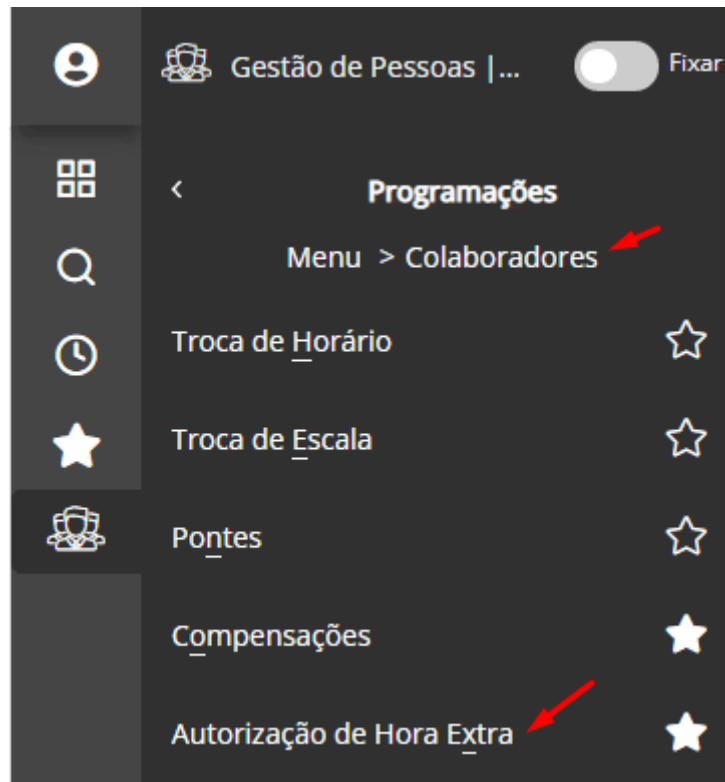 Gestão de Pessoas |...
Fixar
Programações
Menu > Colaboradores
Troca de Horário
Troca de Escala
Pontes
Compensações
Autorização de Hora Extra